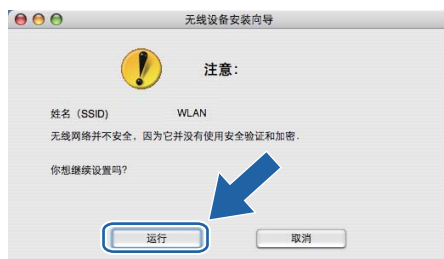 无线设备安装向导
注意:
姓名 (SSID) WLAN
无线网络并不安全，因为它并没有使用安全验证和加密.
你想继续设置吗?
运行 取消